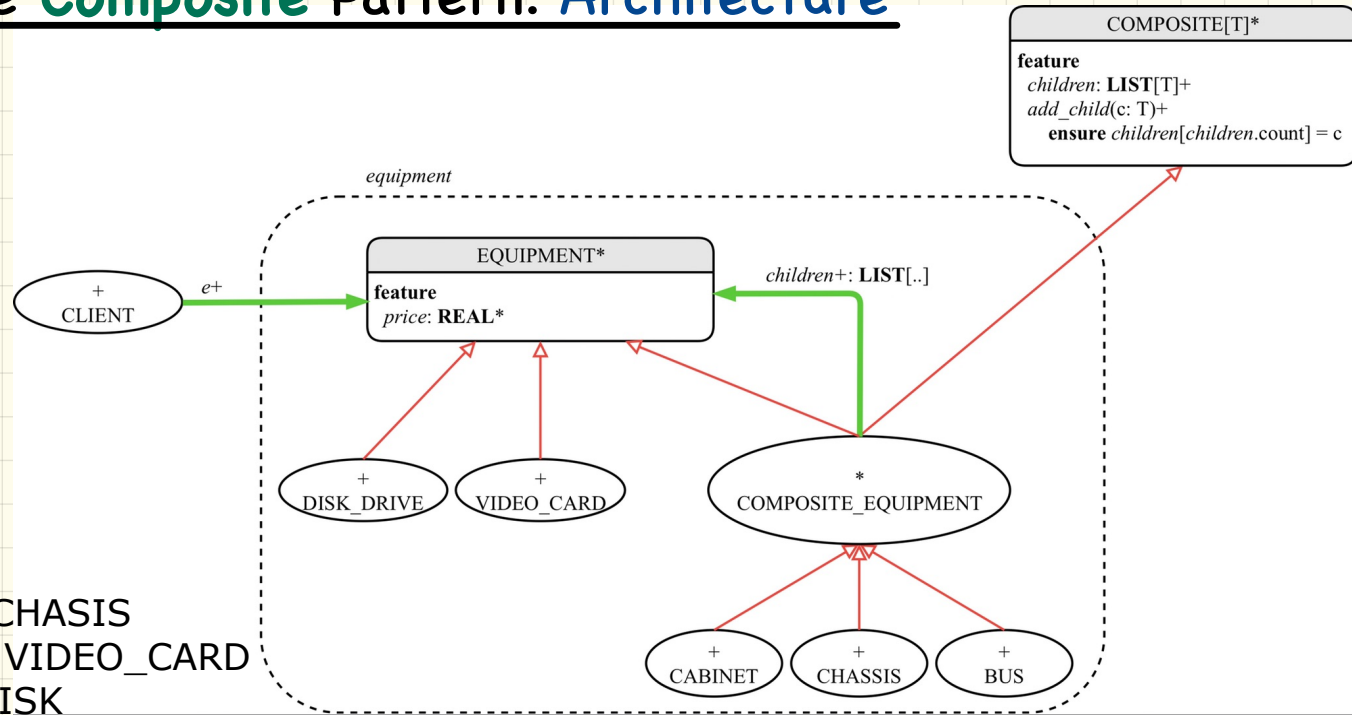 Composite Pattern: Architecture
COMPOSITE[T]*
feature
children: LIST[T]+
add_child(c: T)+
ensure children[children.count] = c
equipment
EQUIPMENT*
feature
price: REAL*
children+: LIST[..]
e+
+
CLIENT
+
DISK_DRIVE
+
VIDEO_CARD
*
COMPOSITE_EQUIPMENT
CHASIS
VIDEO_CARD
ISK
+
CABINET
+
CHASSIS
+
BUS